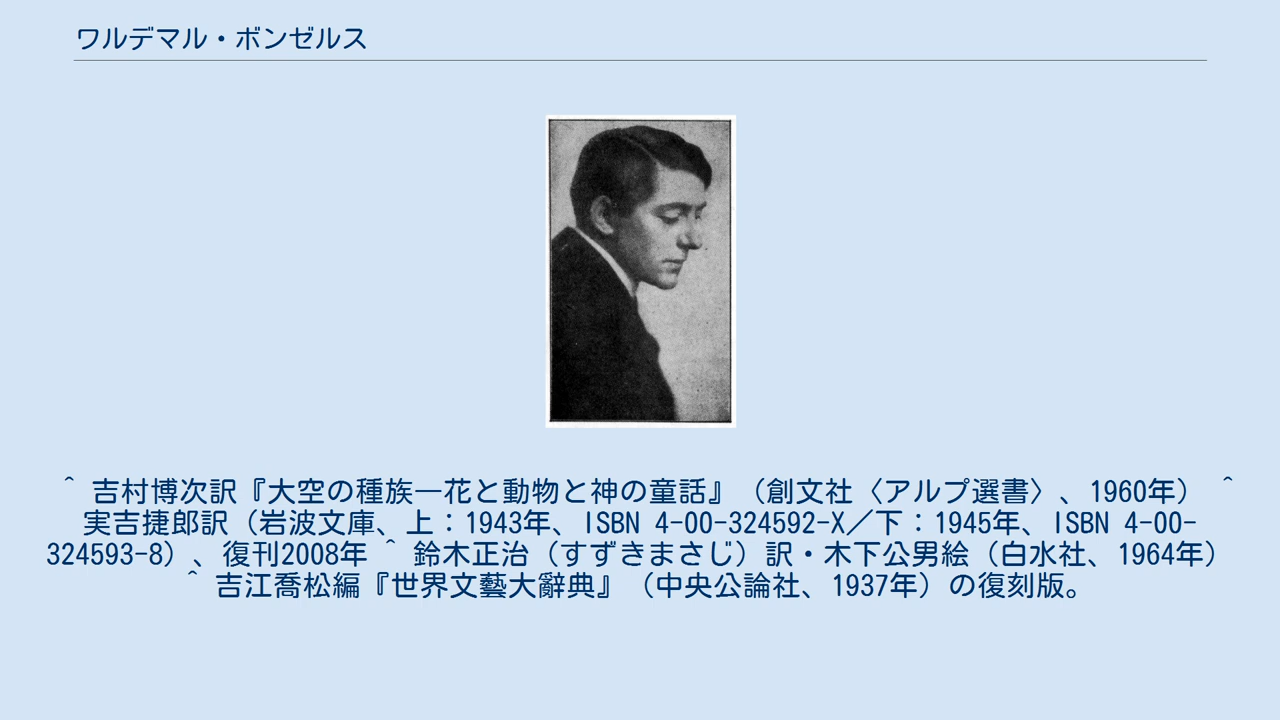 ワルデマル・ボンゼルス
^ 吉村博次訳『大空の種族―花と動物と神の童話』（創文社〈アルプ選書〉、1960年） ^
実吉捷郎訳（岩波文庫、上：1943年、ISBN 4-00-324592-X／下：1945年、ISBN 4-00-
324593-8）、復刊2008年 ^ 鈴木正治（すずきまさじ）訳・木下公男絵（白水社、1964年）
^ 吉江喬松編『世界文藝大辭典』（中央公論社、1937年）の復刻版。